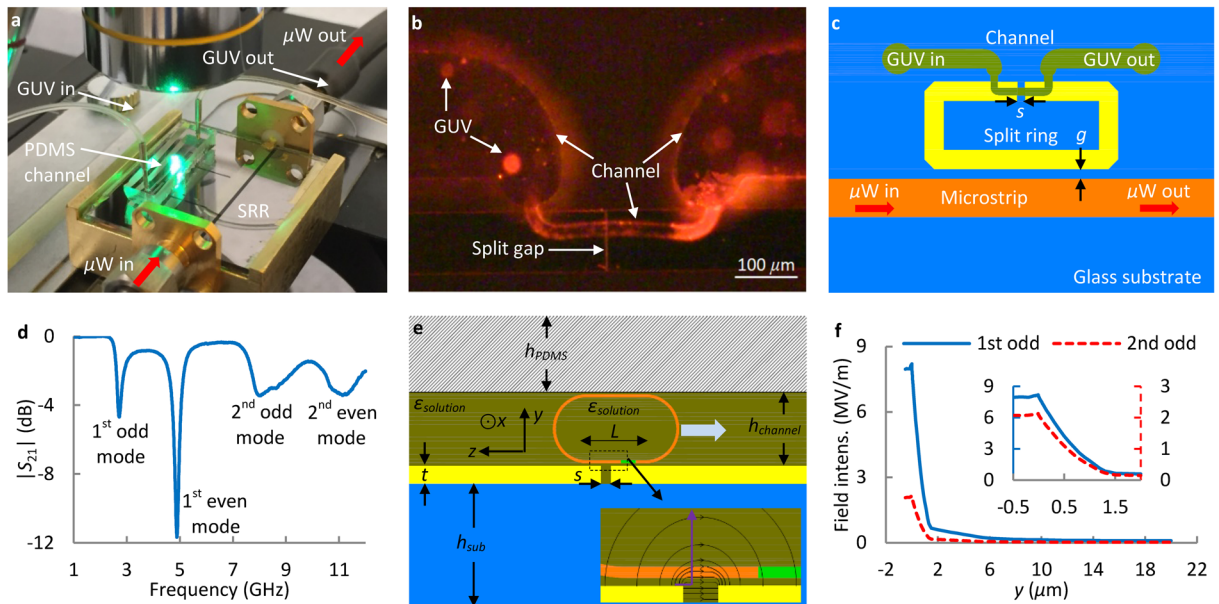 a
μW out
GUV out
GUV in
PDMS
channel
SRR
μW in
b
GUV
Channel
Split gap
100 μm
c
Channel
GUV in
GUV out
s
Split ring
g
μW in
Microstrip
μW out
Glass substrate
d
|S21| (dB)
0
-4
-8
-12
1st odd
mode
1st even
mode
2nd odd
mode
2nd even
mode
1 3 5 7 9 11
Frequency (GHz)
e
hPDMS
εsolution
εsolution
x
y
z
L
hchannel
t
s
hsub
f
1st odd
2nd odd
Field intens. (MV/m)
9
6
3
0
9
6
3
0
3
2
1
0
-0.5 0.5 1.5
-2 2 6 10 14 18 22
y (μm)